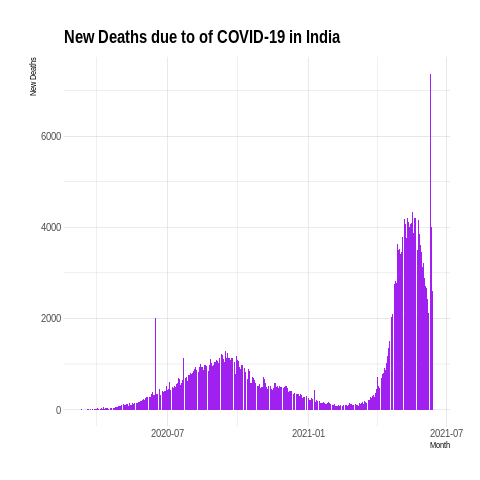 New Deaths due to of COVID-19 in India
New Deaths
6000
4000
2000
0
2020-07
2021-01
2021-07
Month